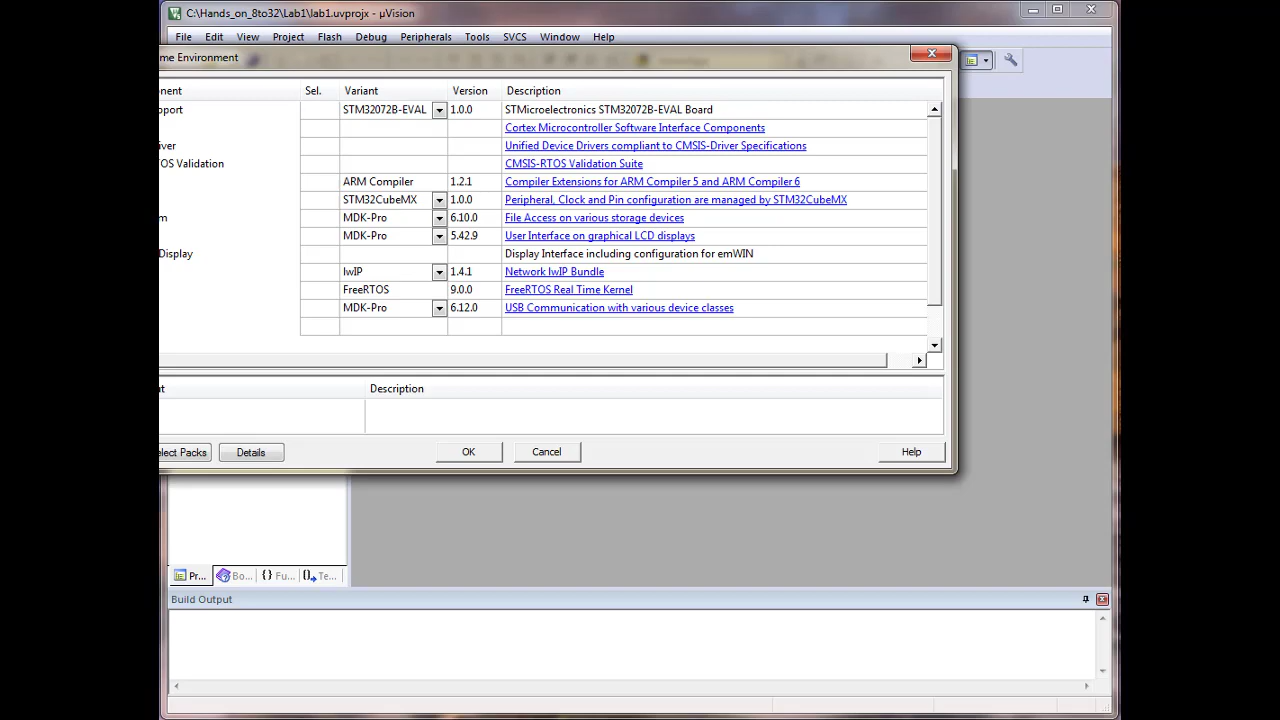 C:\Hands_on_8to32\Lab1\lab1.uvprojx - µVision
File Edit View Project Flash Debug Peripherals Tools SVCS Window Help
me Environment
nent Sel. Variant Version Description
pport STM32072B-EVAL 1.0.0 STMicroelectronics STM32072B-EVAL Board
Cortex Microcontroller Software Interface Components
iver Unified Device Drivers compliant to CMSIS-Driver Specifications
OS Validation CMSIS-RTOS Validation Suite
ARM Compiler 1.2.1 Compiler Extensions for ARM Compiler 5 and ARM Compiler 6
STM32CubeMX 1.0.0 Peripheral, Clock and Pin configuration are managed by STM32CubeMX
m MDK-Pro 6.10.0 File Access on various storage devices
MDK-Pro 5.42.9 User Interface on graphical LCD displays
Display Display Interface including configuration for emWIN
lwIP 1.4.1 Network lwIP Bundle
FreeRTOS 9.0.0 FreeRTOS Real Time Kernel
MDK-Pro 6.12.0 USB Communication with various device classes
ut Description
elect Packs Details OK Cancel Help
Pr... Bo... {} Fu... () Te...
Build Output